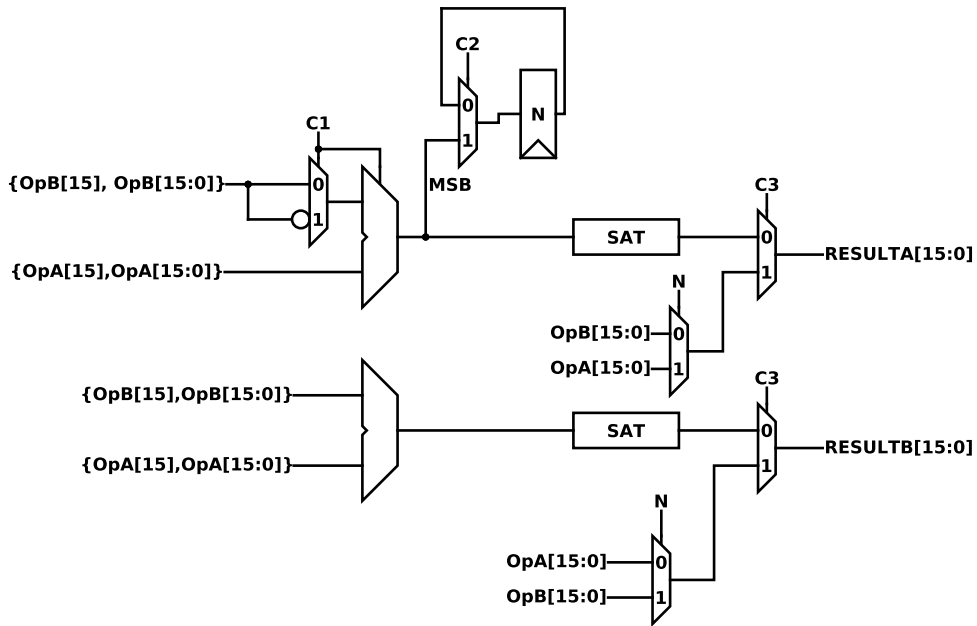 C2
0
N
1
C1
{OpB[15], OpB[15:0]}
0
MSB
C3
1
SAT
0
RESULTA[15:0]
{OpA[15],OpA[15:0]}
1
N
OpB[15:0]
0
OpA[15:0]
1
C3
{OpB[15],OpB[15:0]}
SAT
0
RESULTB[15:0]
{OpA[15],OpA[15:0]}
1
N
OpA[15:0]
0
OpB[15:0]
1